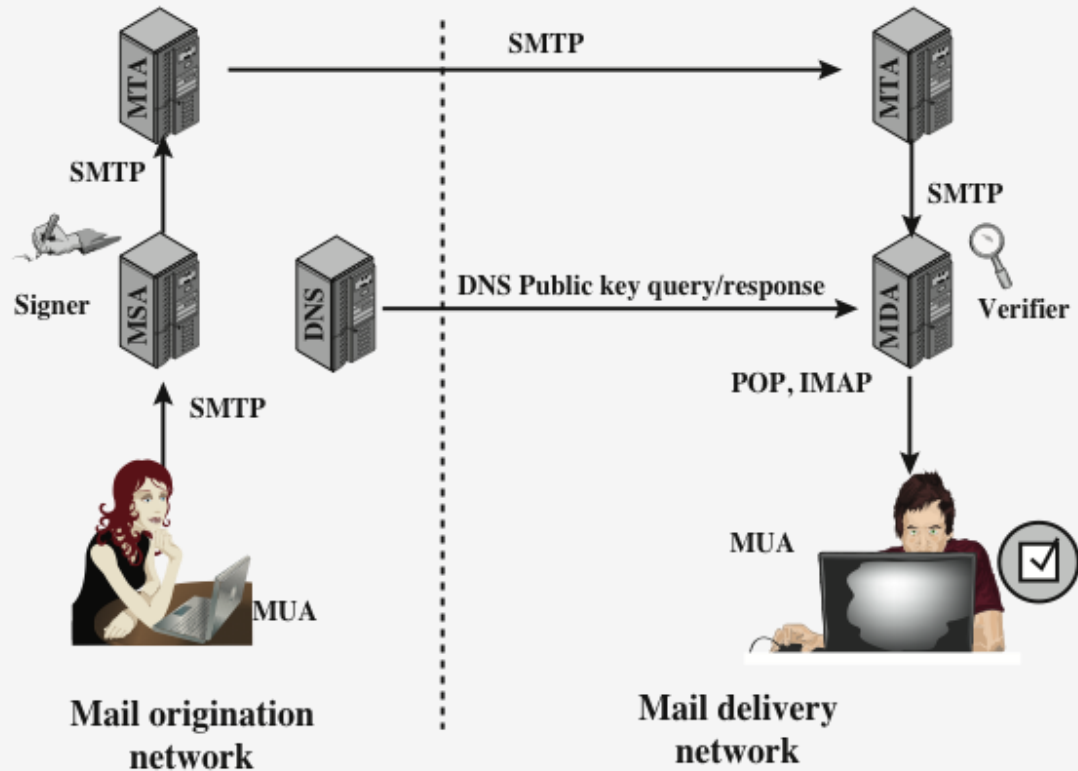 MTA
SMTP
MTA
SMTP
SMTP
Signer
MSA
DNS
DNS Public key query/response
MDA
Verifier
POP, IMAP
SMTP
MUA
MUA
Mail origination
network
Mail delivery
network